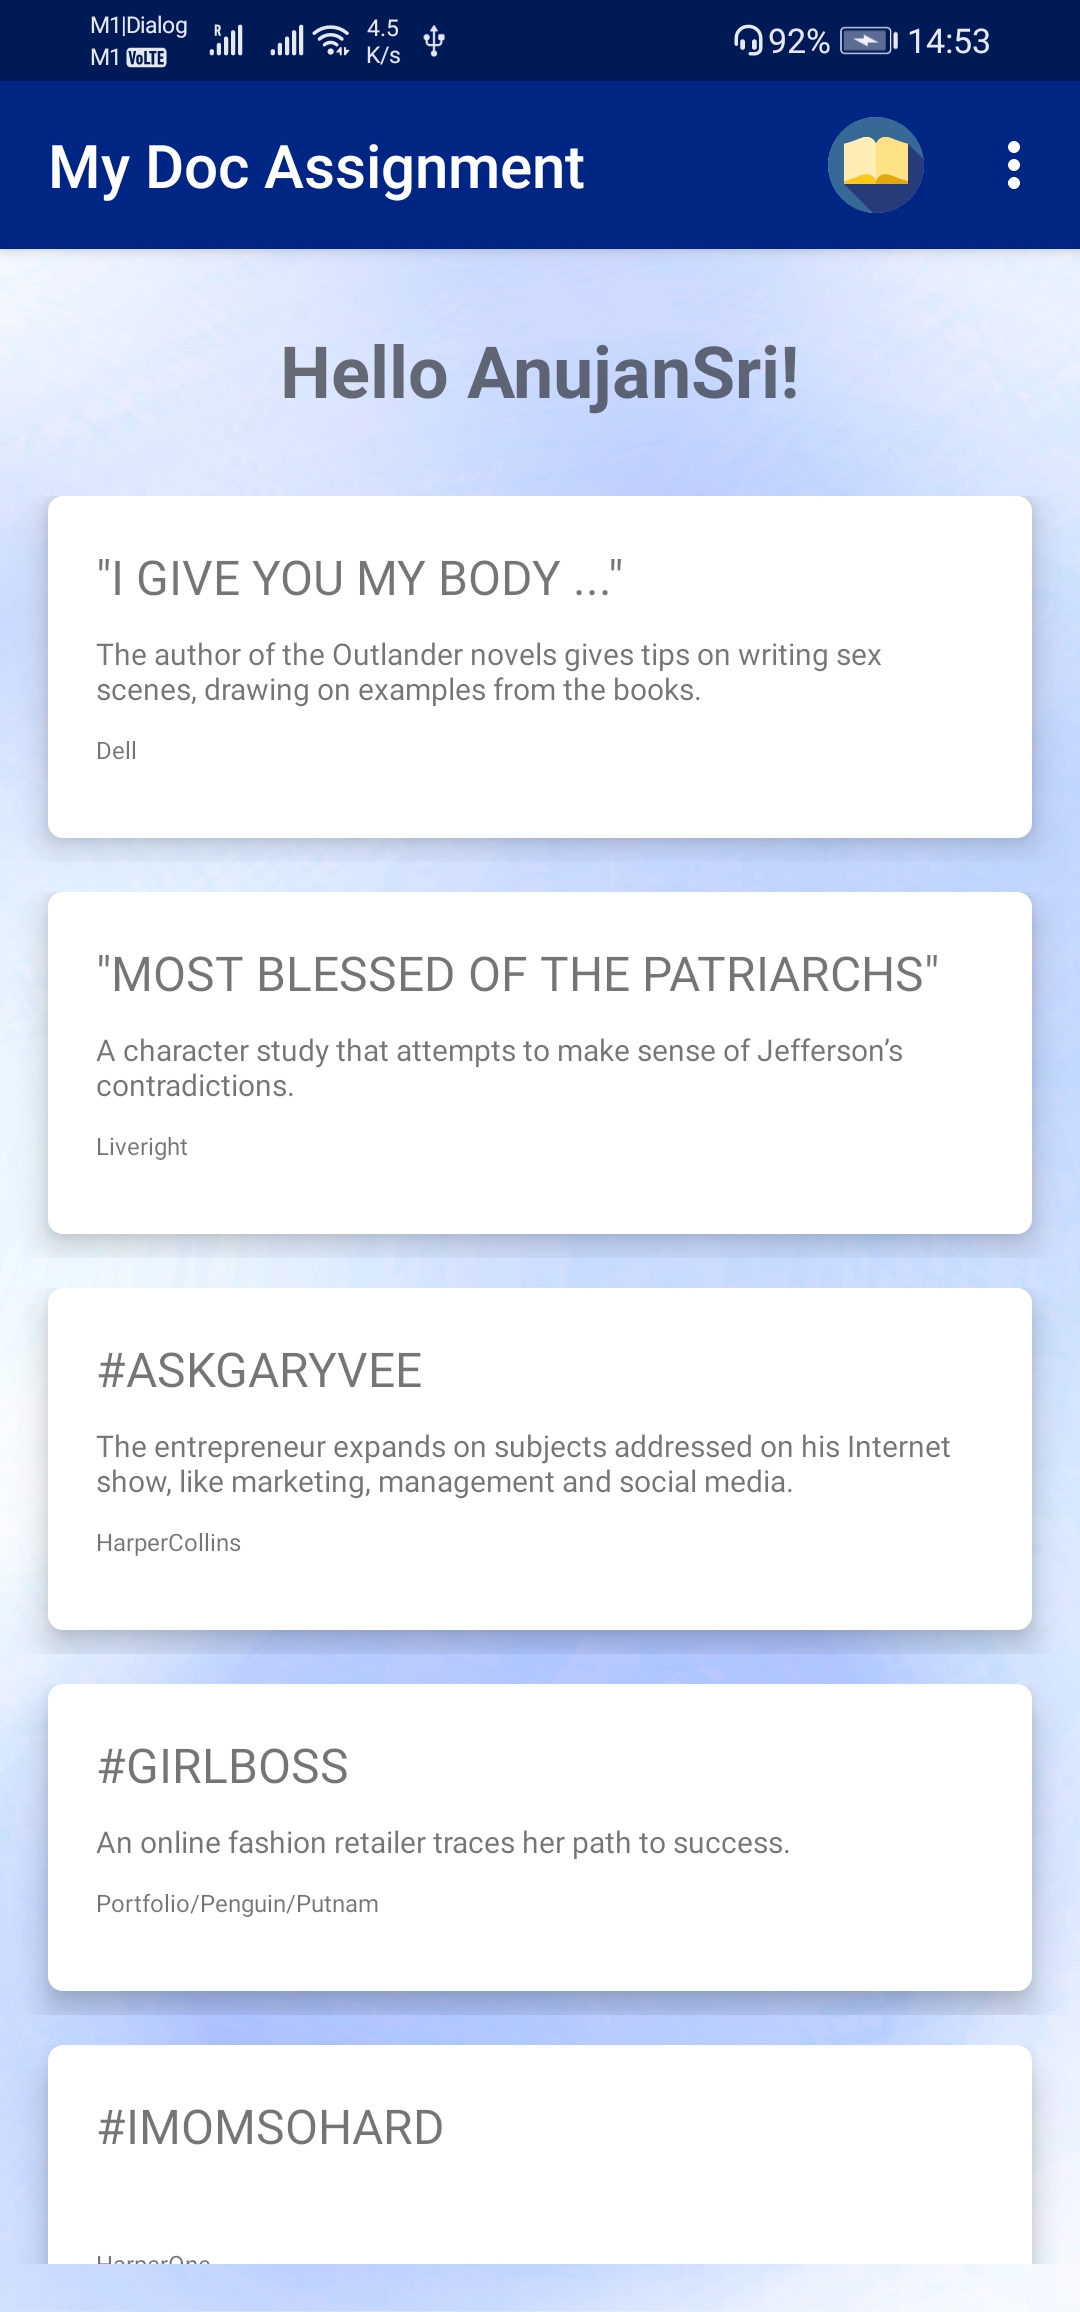 M1|Dialog
M1 VoLTE
R
4.5
K/s
92%
14:53
My Doc Assignment
Hello AnujanSri!
"I GIVE YOU MY BODY ..."
The author of the Outlander novels gives tips on writing sex
scenes, drawing on examples from the books.
Dell
"MOST BLESSED OF THE PATRIARCHS"
A character study that attempts to make sense of Jefferson’s
contradictions.
Liveright
#ASKGARYVEE
The entrepreneur expands on subjects addressed on his Internet
show, like marketing, management and social media.
HarperCollins
#GIRLBOSS
An online fashion retailer traces her path to success.
Portfolio/Penguin/Putnam
#IMOMSOHARD
HarperOne